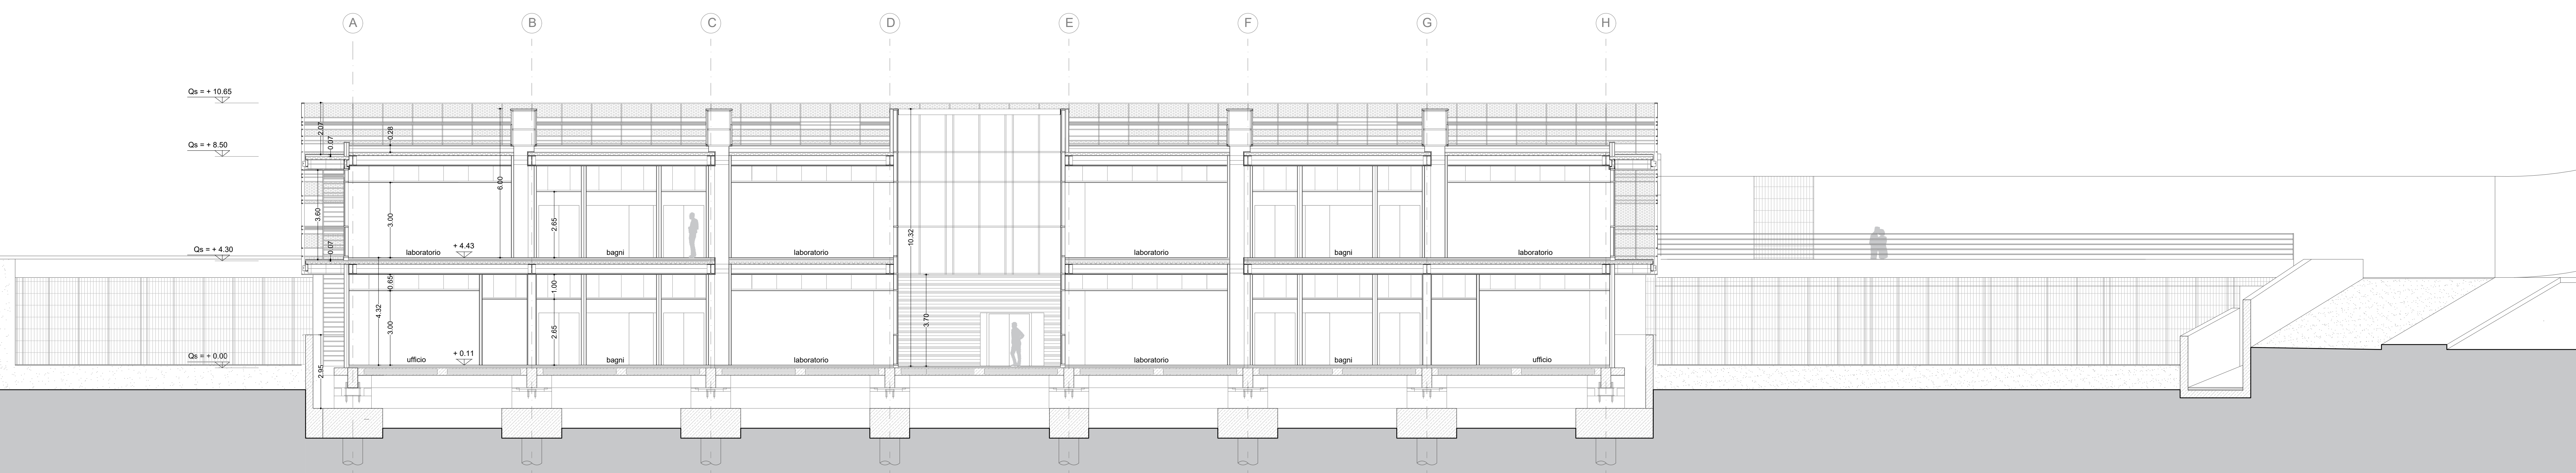 A B C D E F G H
Qs = + 10.65
2.07
0.28
0.07
Qs = + 8.50
6.00
3.60
3.00
2.65
10.32
laboratorio
+ 4.43
bagni
laboratorio
laboratorio
bagni
laboratorio
Qs = + 4.30
0.07
0.65
1.00
4.32
3.00
2.65
3.70
Qs = + 0.00
ufficio
+ 0.11
bagni
laboratorio
laboratorio
bagni
ufficio
2.95